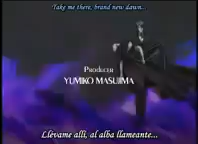 Take me there, brand new dawn...
Producer
YUMIKO MASUJIMA
Llévame allí, al alba llameante...